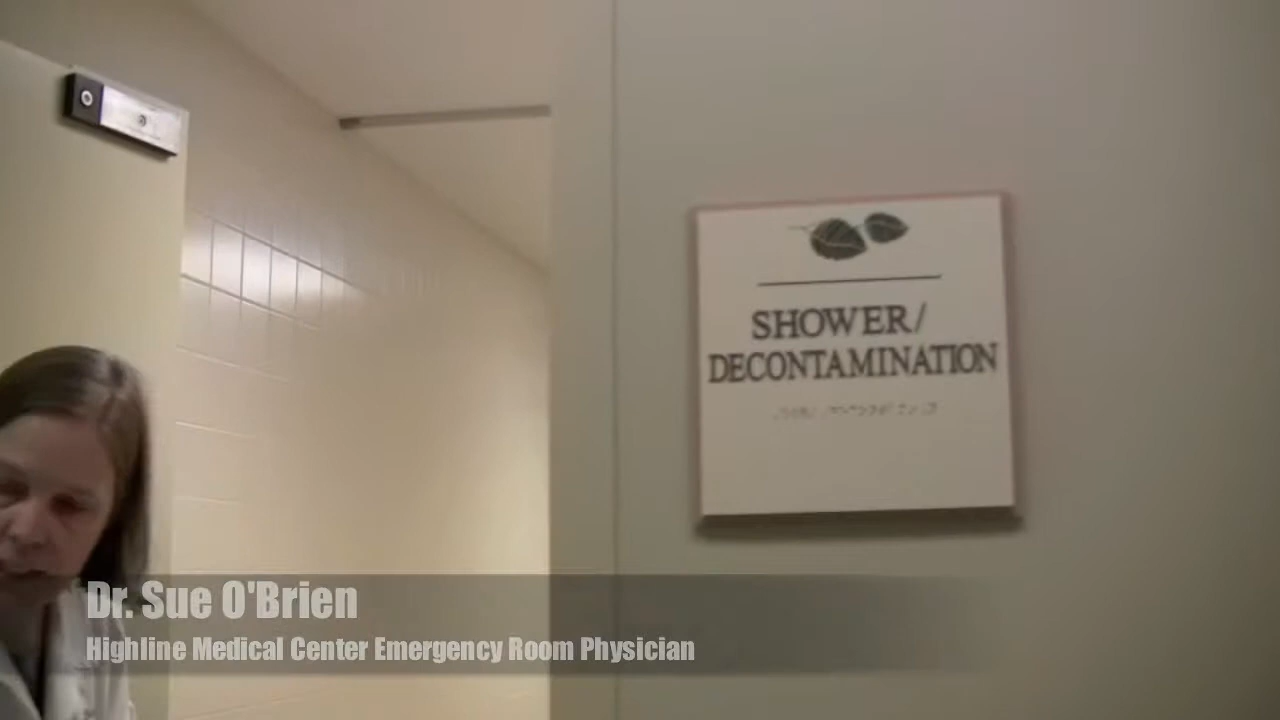 SHOWER/
DECONTAMINATION
Dr. Sue O'Brien
Highline Medical Center Emergency Room Physician